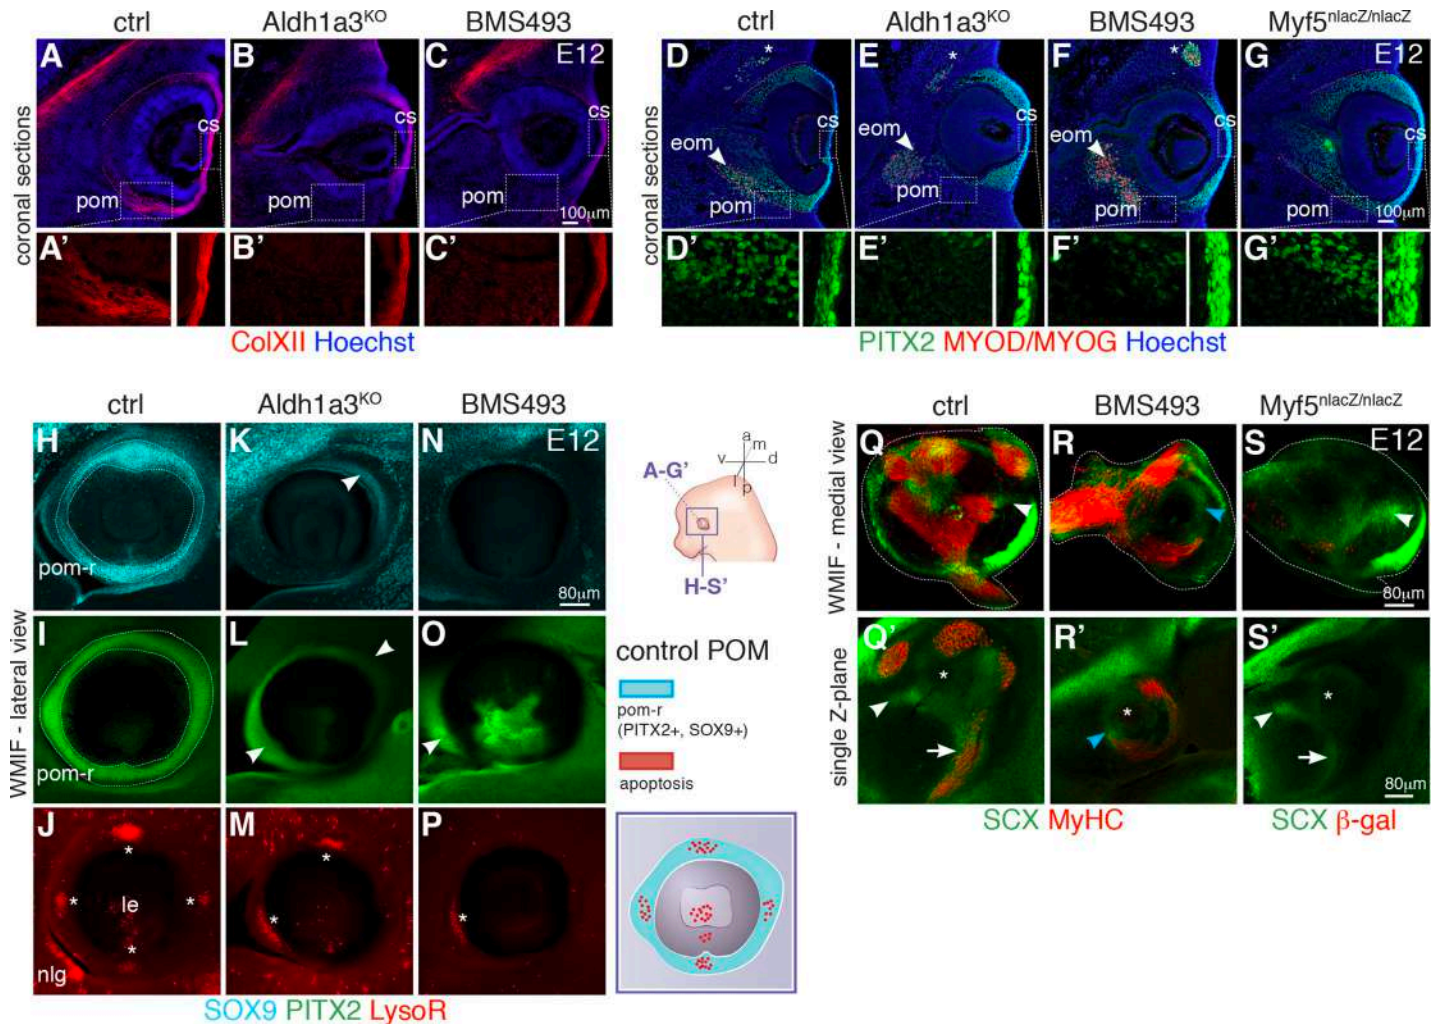 ctrl Aldh1a3KO BMS493
coronal sections
A B C E12
cs cs cs
pom pom pom
100µm
A' B' C'
ColXII Hoechst
ctrl Aldh1a3KO BMS493 Myf5nlacZ/nlacZ
coronal sections
D * E * F * G E12
cs cs cs cs
eom eom eom
pom pom pom pom
100µm
D' E' F' G'
PITX2 MYOD/MYOG Hoechst
ctrl Aldh1a3KO BMS493
WMIF - lateral view
H K N E12
pom-r
80µm
I L O
pom-r
J M P
* * * * le
* *
*
nlg
SOX9 PITX2 LysoR
a
m
v d
l p
A-G'
H-S'
control POM
pom-r
(PITX2+, SOX9+)
apoptosis
ctrl BMS493 Myf5nlacZ/nlacZ
WMIF - medial view
Q R S E12
80µm
single Z-plane
Q' R' S'
* * *
80µm
SCX MyHC SCX β-gal